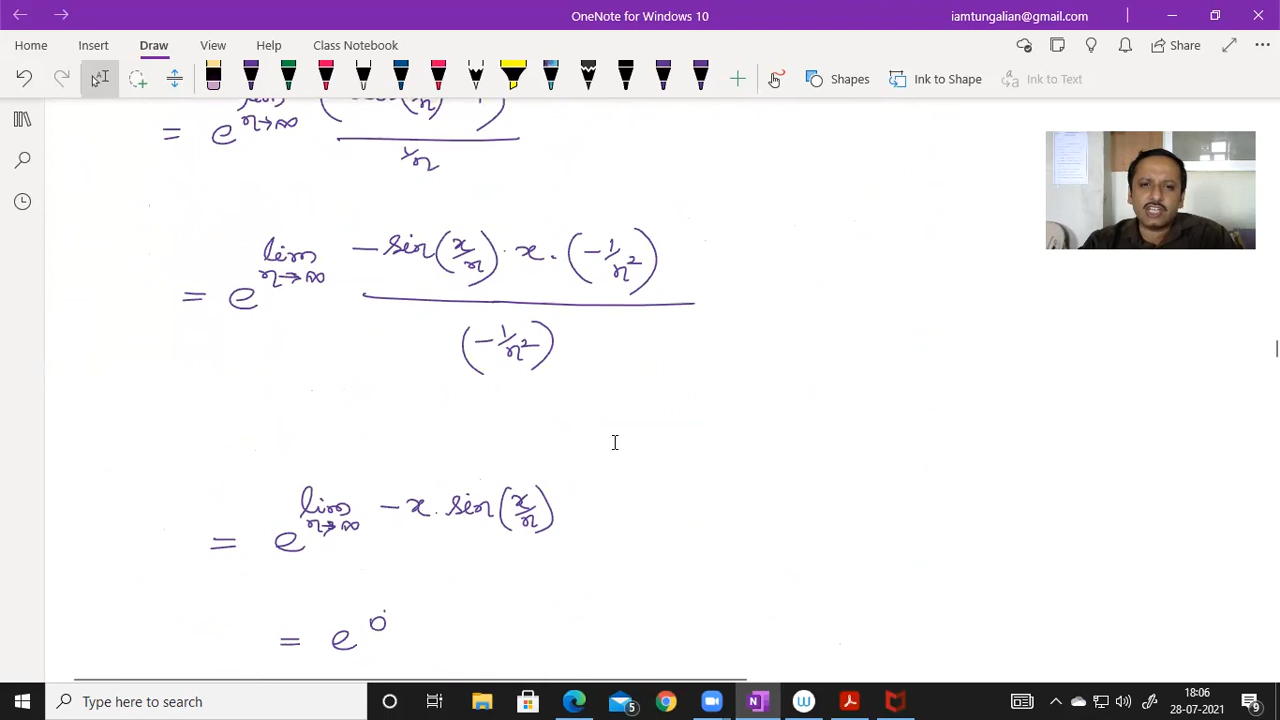 OneNote for Windows 10
iamtungalian@gmail.com
Home Insert Draw View Help Class Notebook
Share
Shapes
Ink to Shape
Ink to Text
= e^{lim n→∞ 
1/n
= e^{lim n→∞ -sin(x/n) · x · (-1/n²)
(-1/n²)
= e^{lim n→∞ -x · sin(x/n)
= e^0
Type here to search
5
18:06
28-07-2021
9